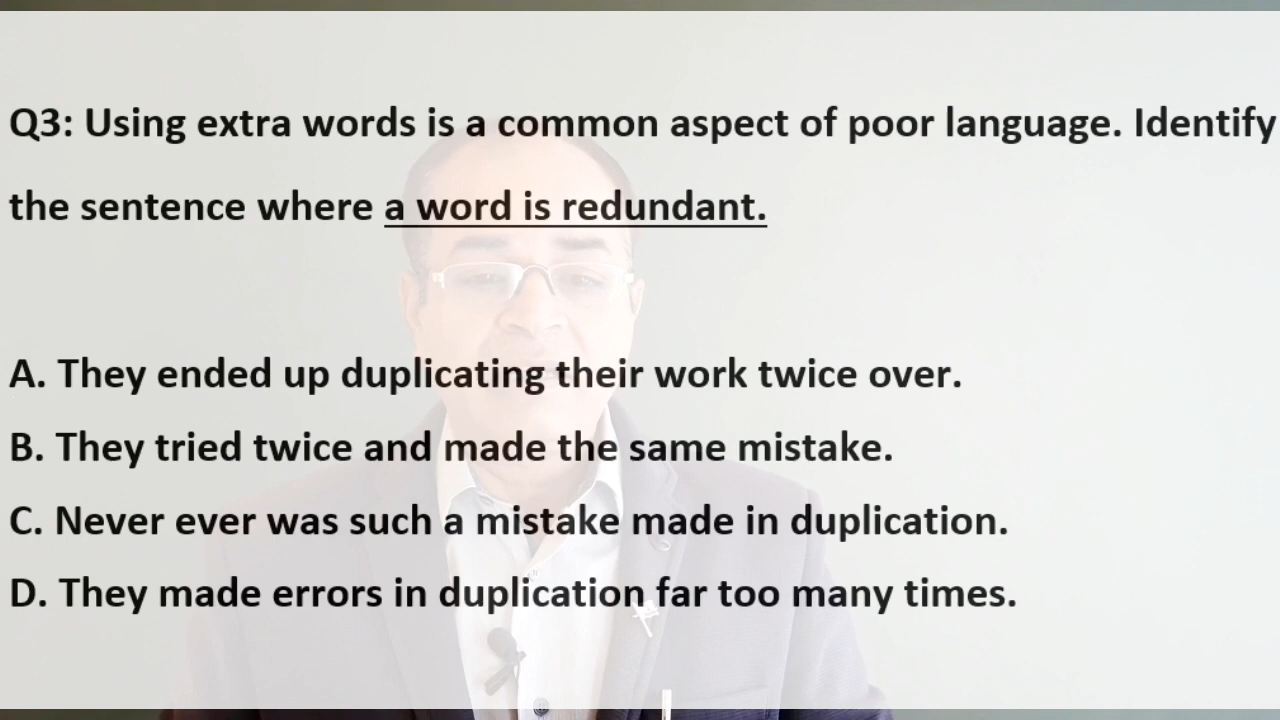 Q3: Using extra words is a common aspect of poor language. Identify
the sentence where a word is redundant.
A. They ended up duplicating their work twice over.
B. They tried twice and made the same mistake.
C. Never ever was such a mistake made in duplication.
D. They made errors in duplication far too many times.